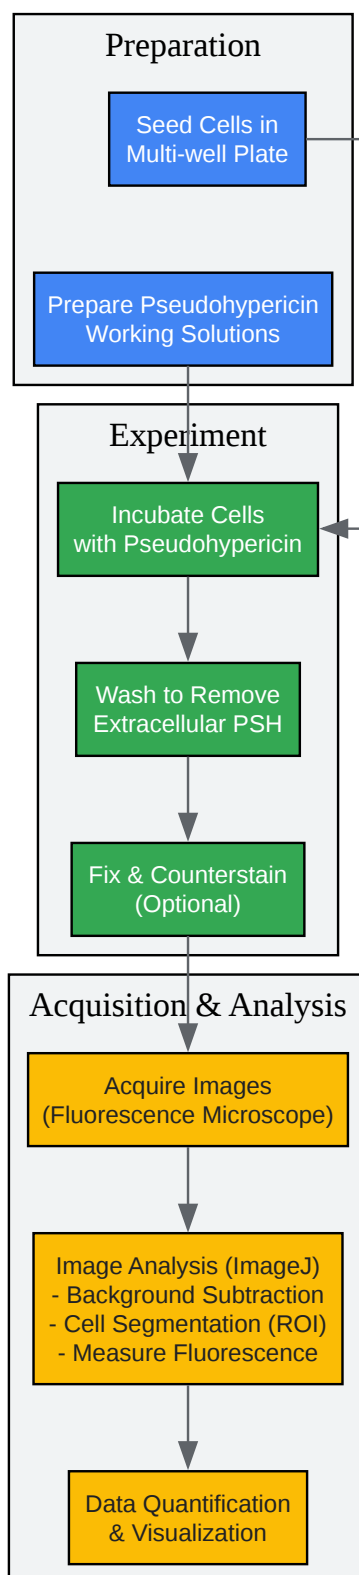 Preparation
Seed Cells in
Multi-well Plate
Prepare Pseudohypericin
Working Solutions
Experiment
Incubate Cells
with Pseudohypericin
Wash to Remove
Extracellular PSH
Fix & Counterstain
(Optional)
Acquisition & Analysis
Acquire Images
(Fluorescence Microscope)
Image Analysis (ImageJ)
- Background Subtraction
- Cell Segmentation (ROI)
- Measure Fluorescence
Data Quantification
& Visualization